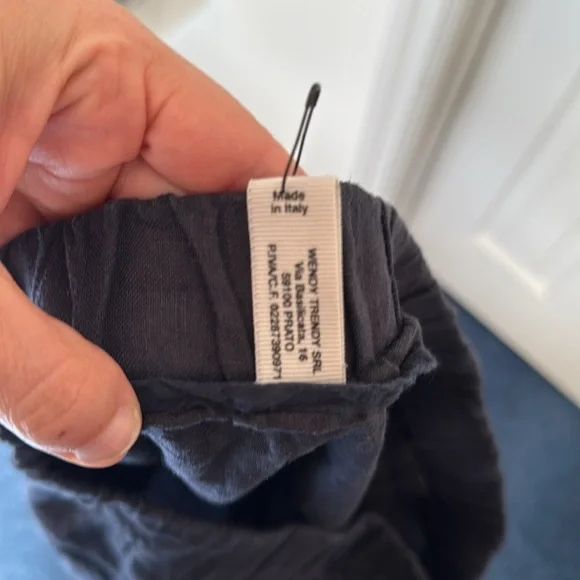 Made
in Italy
WENDY TRENDY SRL
Via Basilicata, 16
59100 PRATO
P.IVA/C.F. 02287390971